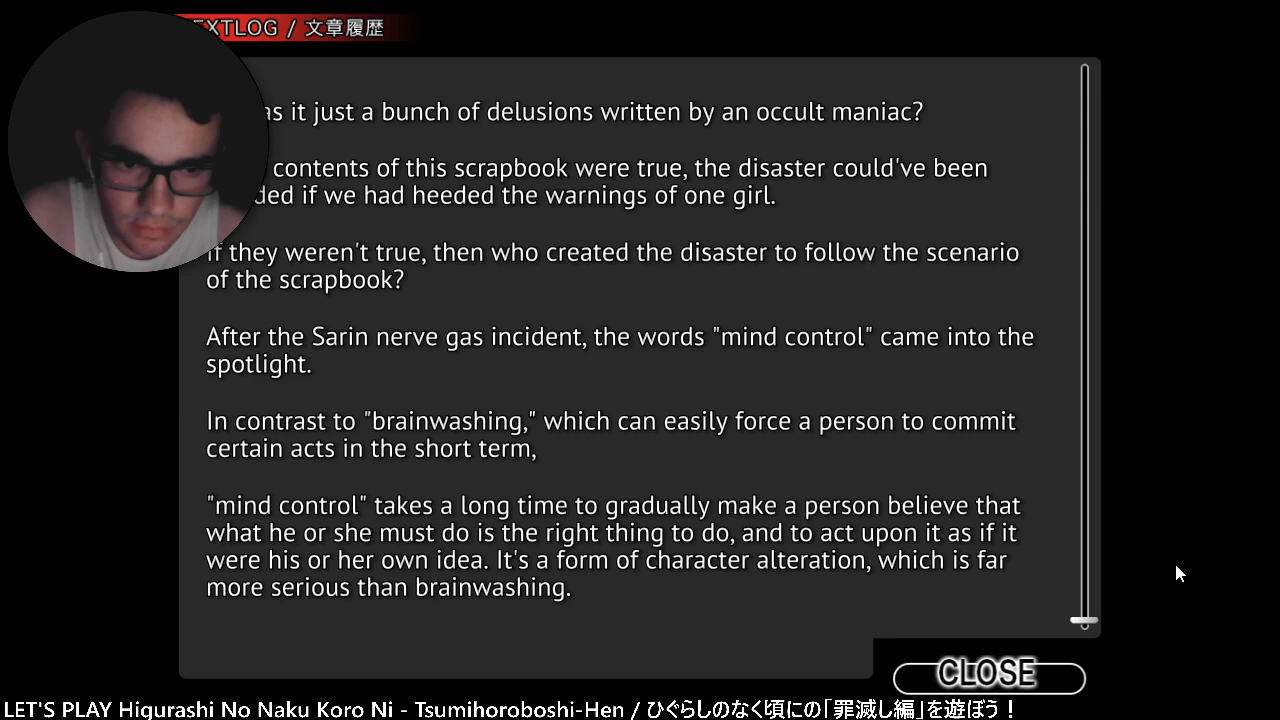 EXTLOG / 文章履歴
as it just a bunch of delusions written by an occult maniac?
contents of this scrapbook were true, the disaster could've been
ded if we had heeded the warnings of one girl.
If they weren't true, then who created the disaster to follow the scenario
of the scrapbook?
After the Sarin nerve gas incident, the words "mind control" came into the
spotlight.
In contrast to "brainwashing," which can easily force a person to commit
certain acts in the short term,
"mind control" takes a long time to gradually make a person believe that
what he or she must do is the right thing to do, and to act upon it as if it
were his or her own idea. It's a form of character alteration, which is far
more serious than brainwashing.
CLOSE
LET'S PLAY Higurashi No Naku Koro Ni - Tsumihoroboshi-Hen / ひぐらしのなく頃にの「罪滅し編」を遊ぼう！